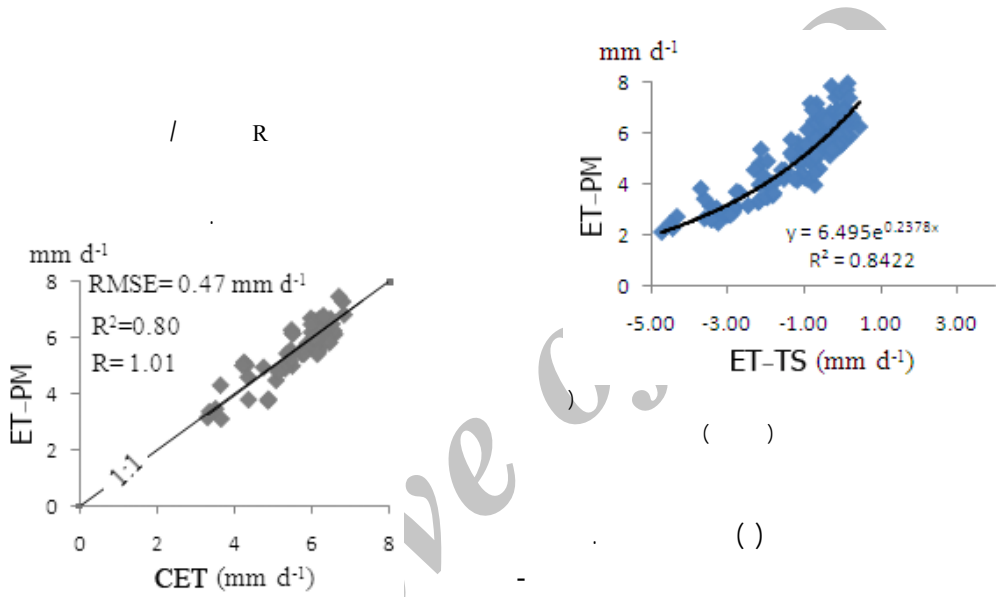 mm d-1
8
6
4
2
0
ET-PM
y = 6.495e0.2378x
R² = 0.8422
-5.00 -3.00 -1.00 1.00 3.00
ET-TS (mm d-1)
/ R
.
mm d-1
RMSE= 0.47 mm d-1
R²=0.80
R= 1.01
8
6
4
2
0
ET-PM
1:1
0 2 4 6 8
CET (mm d-1)
)
( )
. ( )
-